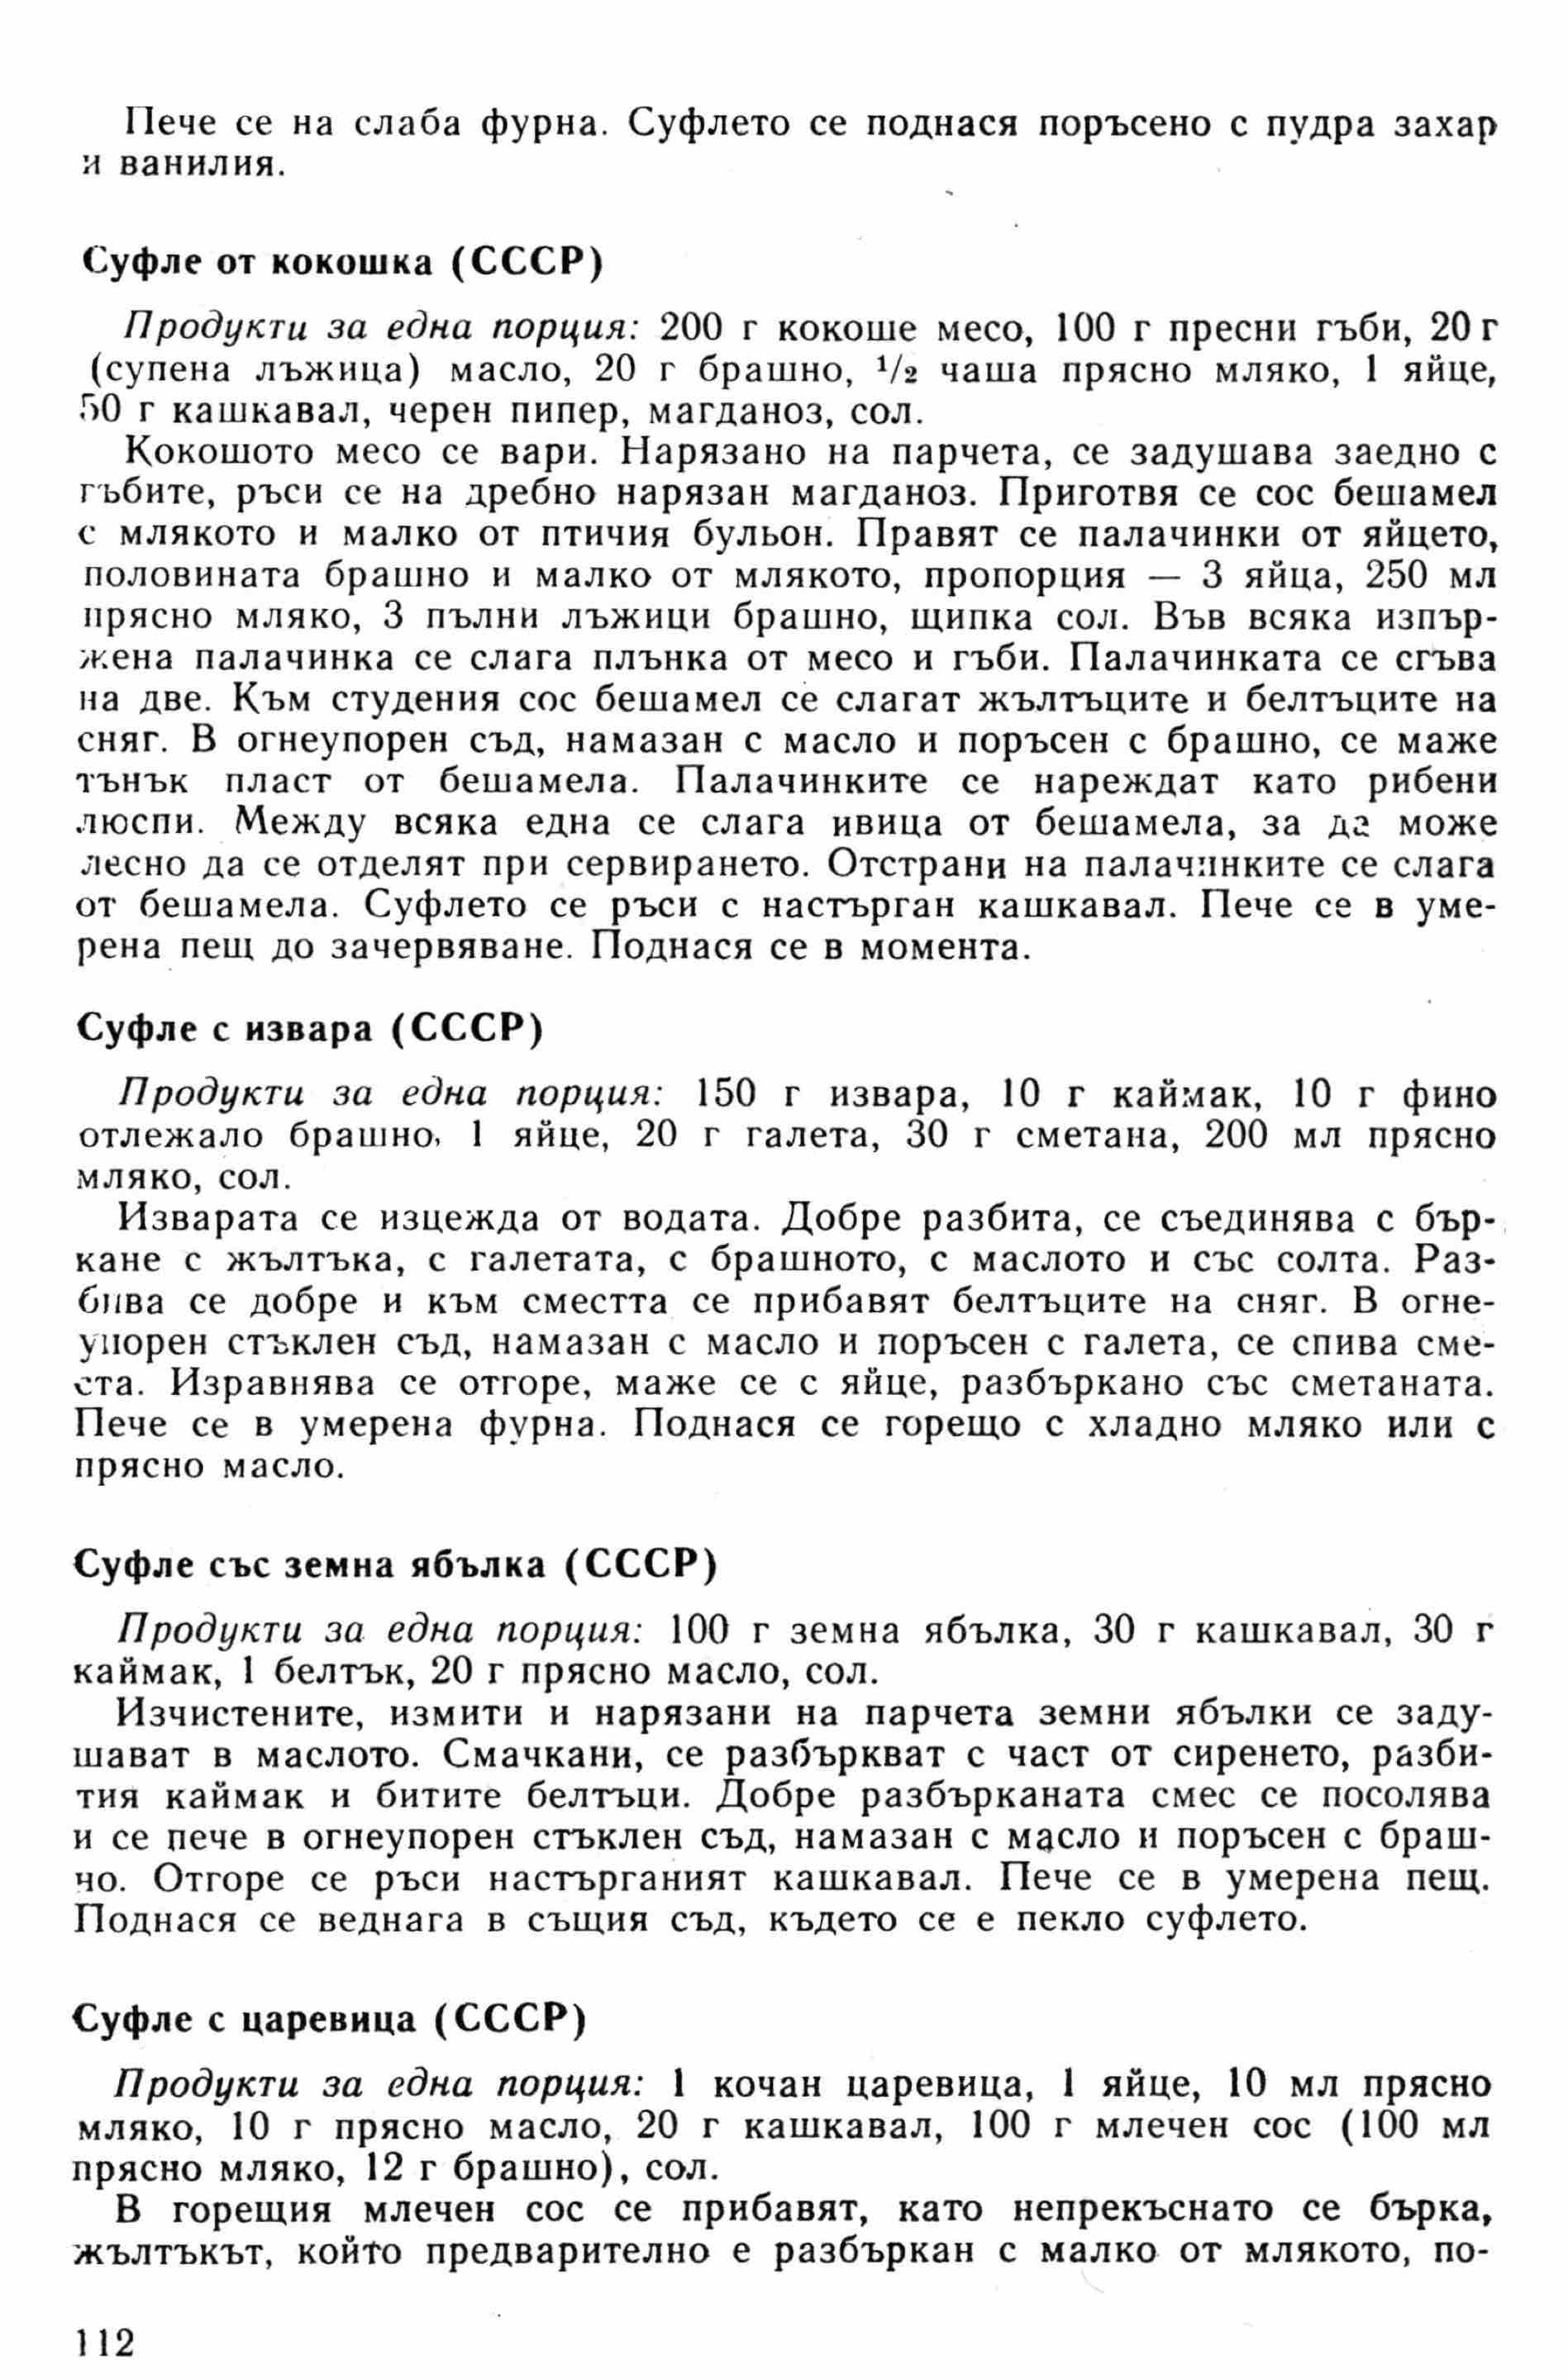 Пече се на слаба фурна. Суфлето се поднася поръсено с пудра захар
и ванилия.
Суфле от кокошка (СССР)
Продукти за една порция: 200 г кокоше месо, 100 г пресни гъби, 20 г
(супена лъжица) масло, 20 г брашно, ½ чаша прясно мляко, 1 яйце,
50 г кашкавал, черен пипер, магданоз, сол.
Кокошото месо се вари. Нарязано на парчета, се задушава заедно с
гъбите, ръси се на дребно нарязан магданоз. Приготвя се сос бешамел
с млякото и малко от птичия бульон. Правят се палачинки от яйцето,
половината брашно и малко от млякото, пропорция — 3 яйца, 250 мл
прясно мляко, 3 пълни лъжици брашно, щипка сол. Във всяка изпър-
жена палачинка се слага плънка от месо и гъби. Палачинката се сгъва
на две. Към студения сос бешамел се слагат жълтъците и белтъците на
сняг. В огнеупорен съд, намазан с масло и поръсен с брашно, се маже
тънък пласт от бешамела. Палачинките се нареждат като рибени
люспи. Между всяка една се слага ивица от бешамела, за да може
лесно да се отделят при сервирането. Отстрани на палачинките се слага
от бешамела. Суфлето се ръси с настърган кашкавал. Пече се в уме-
рена пещ до зачервяване. Поднася се в момента.
Суфле с извара (СССР)
Продукти за една порция: 150 г извара, 10 г каймак, 10 г фино
отлежало брашно, 1 яйце, 20 г галета, 30 г сметана, 200 мл прясно
мляко, сол.
Изварата се изцежда от водата. Добре разбита, се съединява с бър-
кане с жълтъка, с галетата, с брашното, с маслото и със солта. Раз-
бива се добре и към сместта се прибавят белтъците на сняг. В огне-
упорен стъклен съд, намазан с масло и поръсен с галета, се спива сме-
ста. Изравнява се отгоре, маже се с яйце, разбъркано със сметаната.
Пече се в умерена фурна. Поднася се горещо с хладно мляко или с
прясно масло.
Суфле със земна ябълка (СССР)
Продукти за една порция: 100 г земна ябълка, 30 г кашкавал, 30 г
каймак, 1 белтък, 20 г прясно масло, сол.
Изчистените, измити и нарязани на парчета земни ябълки се заду-
шават в маслото. Смачкани, се разбъркват с част от сиренето, разби-
тия каймак и битите белтъци. Добре разбърканата смес се посолява
и се пече в огнеупорен стъклен съд, намазан с масло и поръсен с браш-
но. Отгоре се ръси настърганият кашкавал. Пече се в умерена пещ.
Поднася се веднага в същия съд, където се е пекло суфлето.
Суфле с царевица (СССР)
Продукти за една порция: 1 кочан царевица, 1 яйце, 10 мл прясно
мляко, 10 г прясно масло, 20 г кашкавал, 100 г млечен сос (100 мл
прясно мляко, 12 г брашно), сол.
В горещия млечен сос се прибавят, като непрекъснато се бърка,
жълтъкът, който предварително е разбъркан с малко от млякото, по-
112